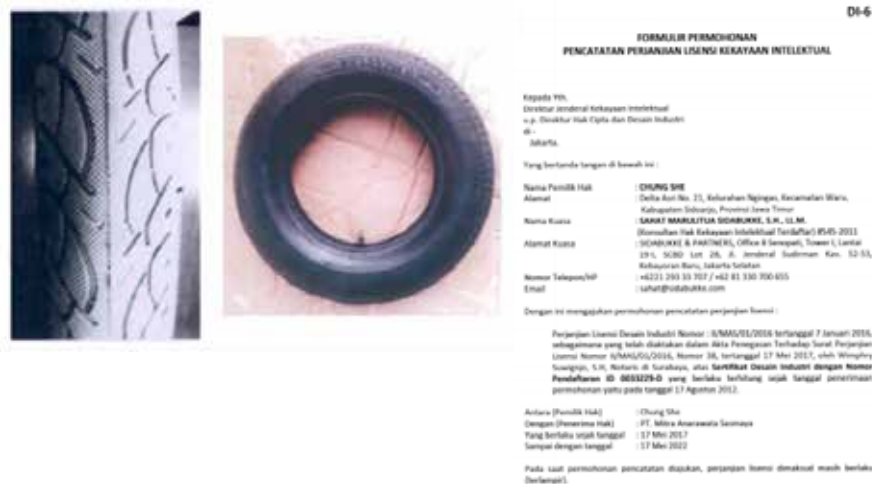 DI-6
FORMULIR PERMOHONAN
PENCATATAN PERJANJIAN LISENSI KEKAYAAN INTELEKTUAL
Kepada Yth.
Direktur Jenderal Kekayaan Intelektual
u.p. Direktur Hak Cipta dan Desain Industri
di -
Jakarta.
Yang bertanda tangan di bawah ini :
Nama Pemilik Hak : CHUNG SHE
Alamat : Delta Asri No. 21, Kelurahan Ngingas, Kecamatan Waru,
Kabupaten Sidoarjo, Provinsi Jawa Timur
Nama Kuasa : SAHAT MARULITUA SIDABUKKE, S.H., LL.M.
(Konsultan Hak Kekayaan Intelektual Terdaftar) #545-2011
Alamat Kuasa : SIDABUKKE & PARTNERS, Office 8 Senopati, Tower I, Lantai
19 I, SCBD Lot 28, Jl. Jenderal Sudirman Kav. 52-53,
Kebayoran Baru, Jakarta Selatan
Nomor Telepon/HP : +6221 293 33 707 / +62 81 330 700 655
Email : sahat@sidabukke.com
Dengan ini mengajukan permohonan pencatatan perjanjian lisensi :
Perjanjian Lisensi Desain Industri Nomor : II/MAS/01/2016 tertanggal 7 Januari 2016,
sebagaimana yang telah diaktakan dalam Akta Penegasan Terhadap Surat Perjanjian
Lisensi Nomor II/MAS/01/2016, Nomor 38, tertanggal 17 Mei 2017, oleh Wimphry
Suwignjo, S.H, Notaris di Surabaya, atas Sertifikat Desain Industri dengan Nomor
Pendaftaran ID 0033229-D yang berlaku terhitung sejak tanggal penerimaan
permohonan yaitu pada tanggal 17 Agustus 2012.
Antara (Pemilik Hak) : Chung She
Dengan (Penerima Hak) : PT. Mitra Anarawata Sasmaya
Yang berlaku sejak tanggal : 17 Mei 2017
Sampai dengan tanggal : 17 Mei 2022
Pada saat permohonan pencatatan diajukan, perjanjian lisensi dimaksud masih berlaku
(terlampir).